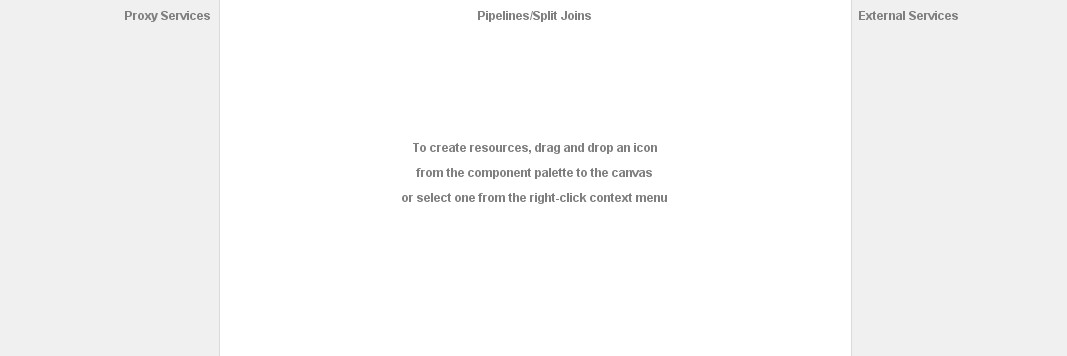 Proxy Services
Pipelines/Split Joins
External Services
To create resources, drag and drop an icon
from the component palette to the canvas
or select one from the right-click context menu